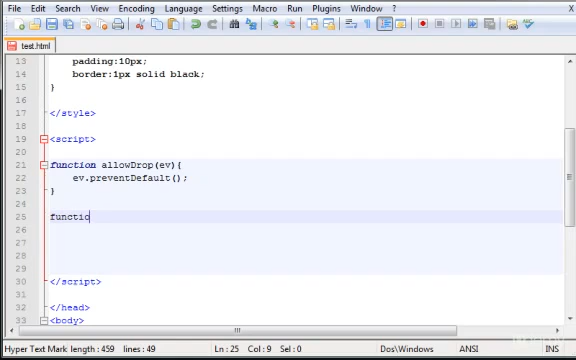 File Edit Search View Encoding Language Settings Macro Run Plugins Window ?
test.html
13 padding:10px;
14 border:1px solid black;
15 }
16
17 </style>
18
19 <script>
20
21 function allowDrop(ev){
22 ev.preventDefault();
23 }
24
25 functio
26
27
28
29
30 </script>
31
32 </head>
33 <body>
Hyper Text Mark length : 459 lines : 49 Ln : 25 Col : 9 Sel : 0 Dos\Windows ANSI INS